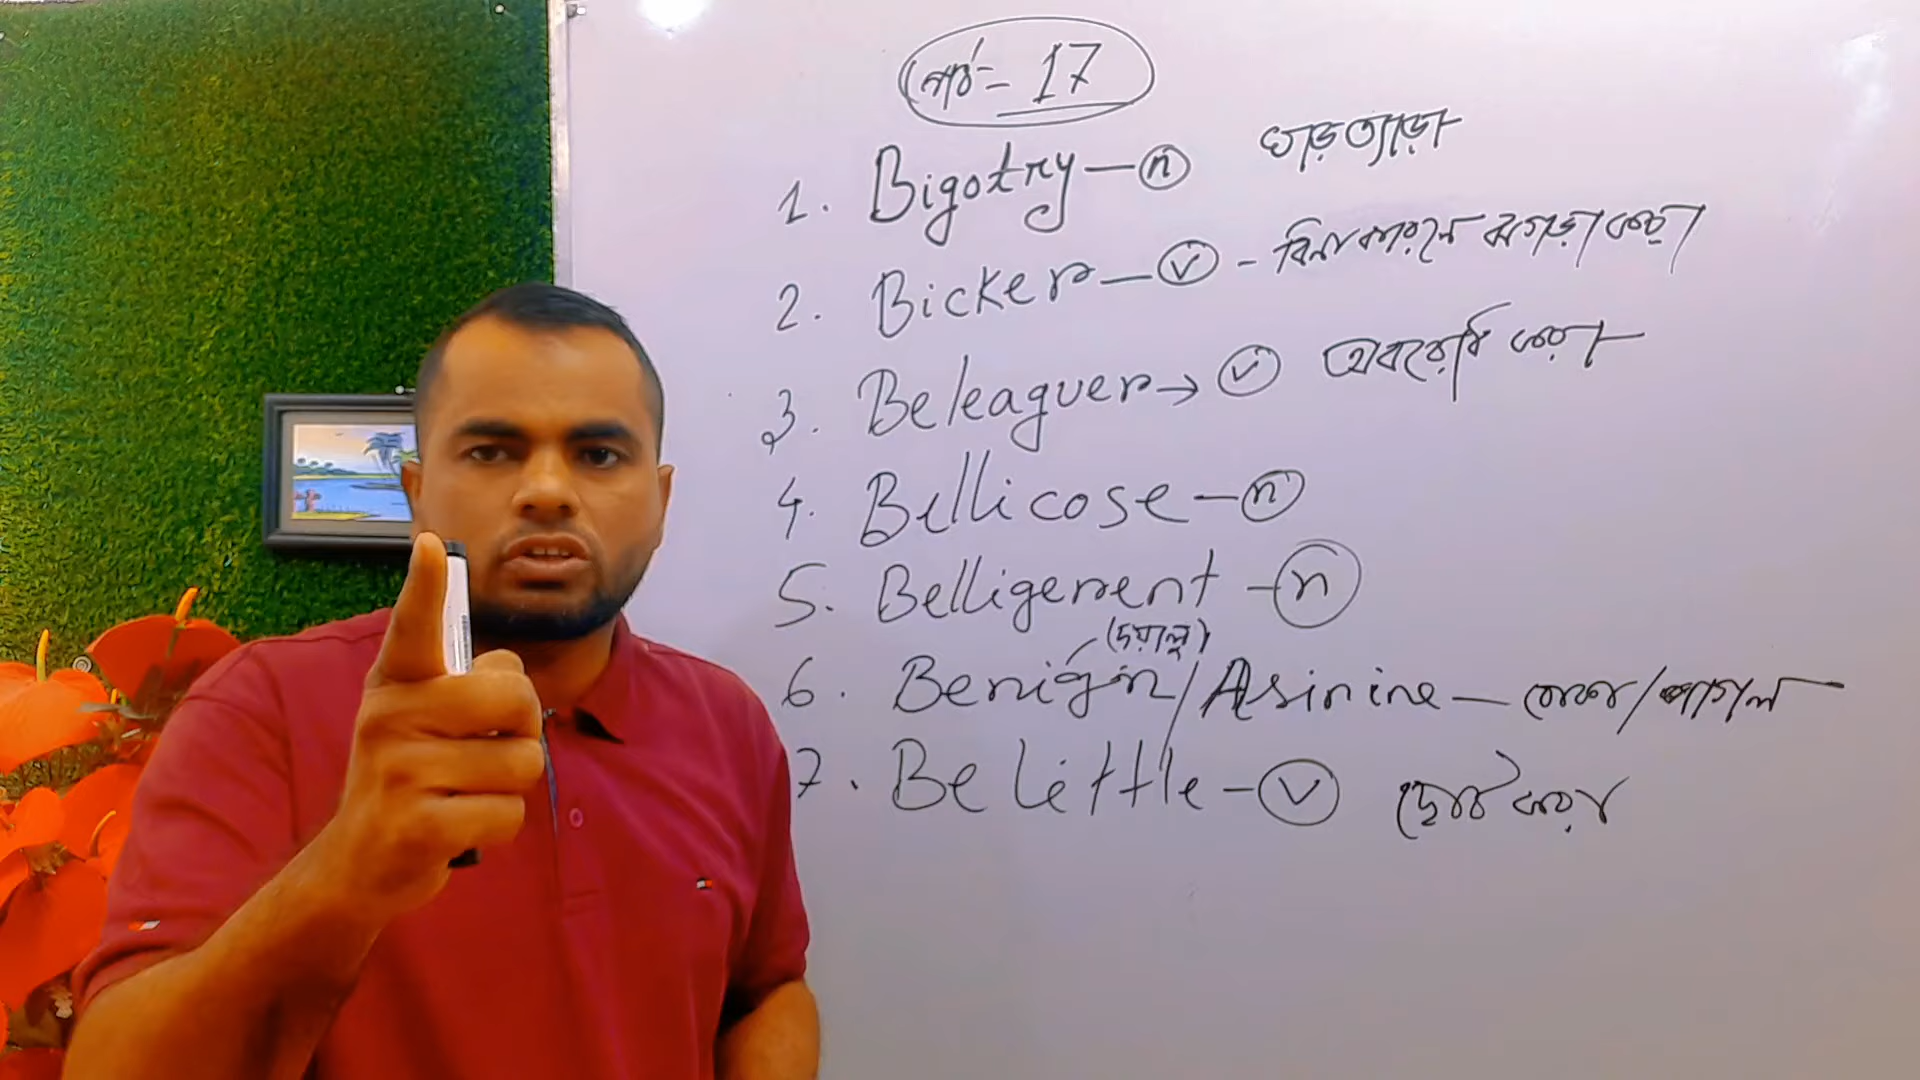 পর্ব - 17
1. Bigotry - n ঘাড়ত্যাড়া
2. Bicker - v - বিনা কারনে ঝগড়া করা
3. Beleaguer → v অবরোধ করা
4. Bellicose - n
5. Belligerent - n
(দয়ালু)
6. Benign / Asinine - বোকা / পাগল
7. Belittle - v ছোট করা